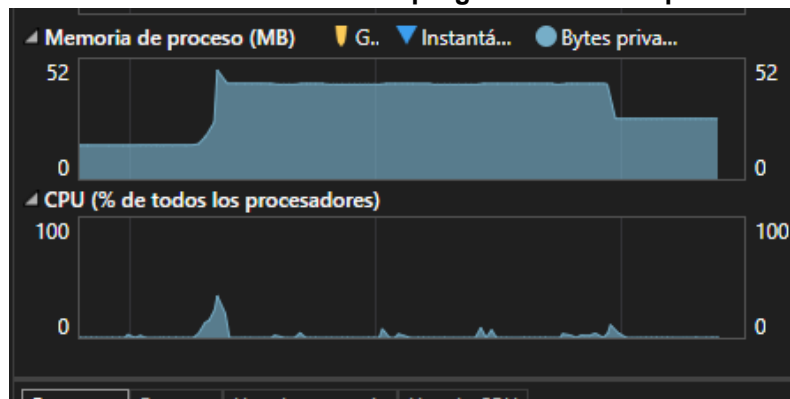 Memoria de proceso (MB) G.. Instantá... Bytes priva...
52 52
0 0
CPU (% de todos los procesadores)
100 100
0 0